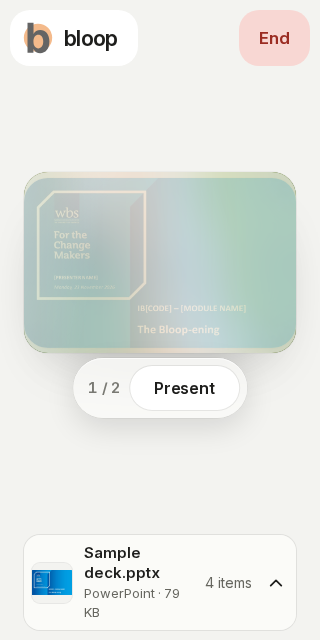 b bloop
End
wbs
For the
Change
Makers
IS[CODE] – [MODULE NAME]
The Bloop-ening
1 / 2
Present
Sample
deck.pptx
PowerPoint · 79
KB
4 items